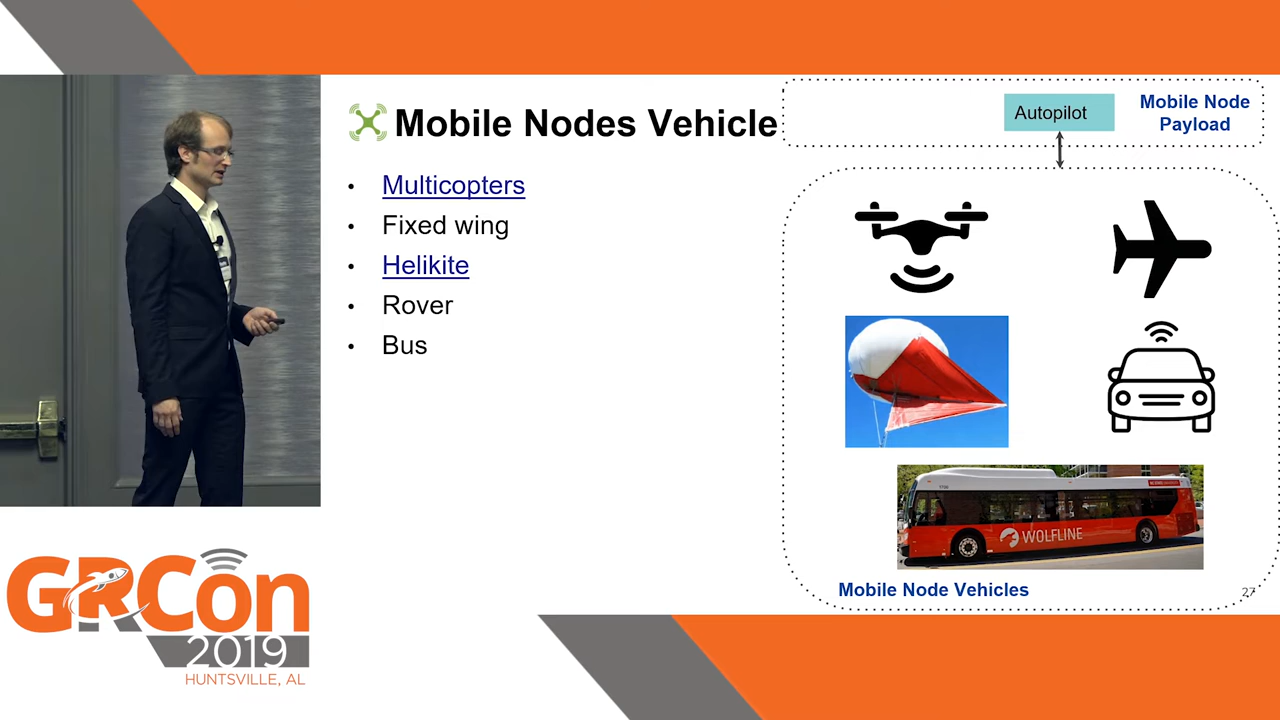 Mobile Nodes Vehicle
• Multicopters
• Fixed wing
• Helikite
• Rover
• Bus
Autopilot
Mobile Node
Payload
WOLFLINE
Mobile Node Vehicles
27
GRCon
2019
HUNTSVILLE, AL